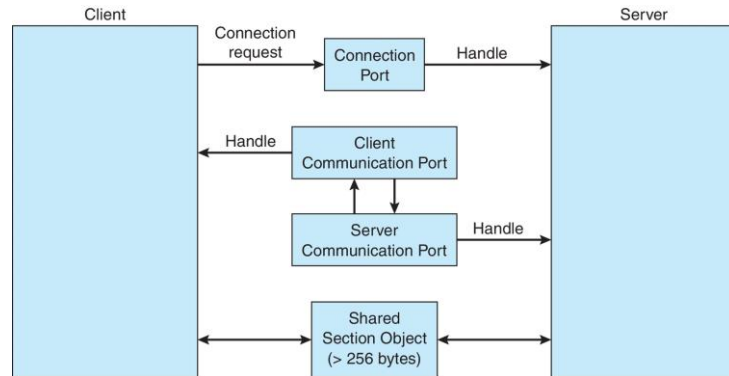 Client
Server
Connection
request
Connection
Port
Handle
Handle
Client
Communication Port
Server
Communication Port
Handle
Shared
Section Object
(> 256 bytes)